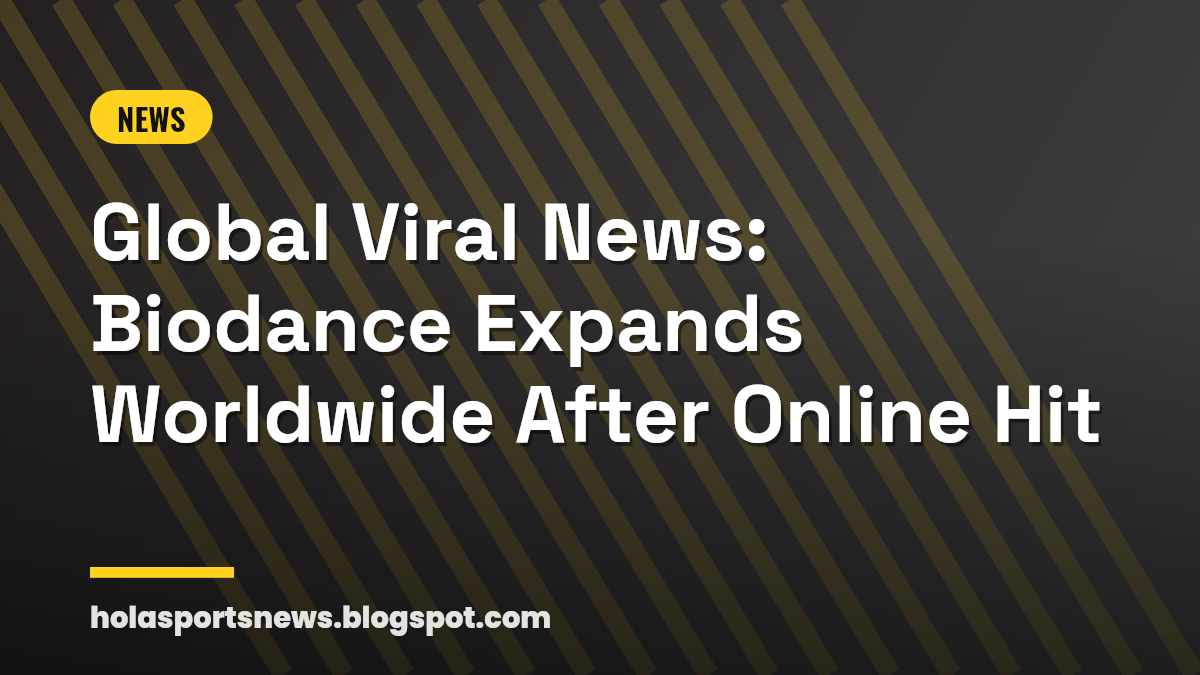 NEWS
Global Viral News:
Biodance Expands
Worldwide After Online Hit
holasportsnews.blogspot.com